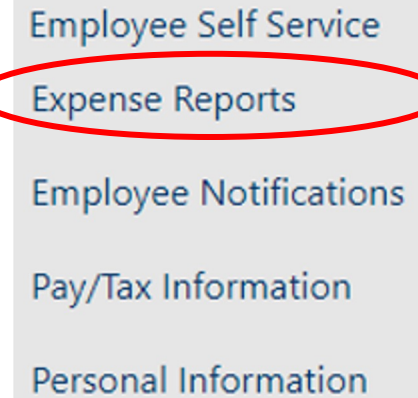 Employee Self Service
Expense Reports
Employee Notifications
Pay/Tax Information
Personal Information